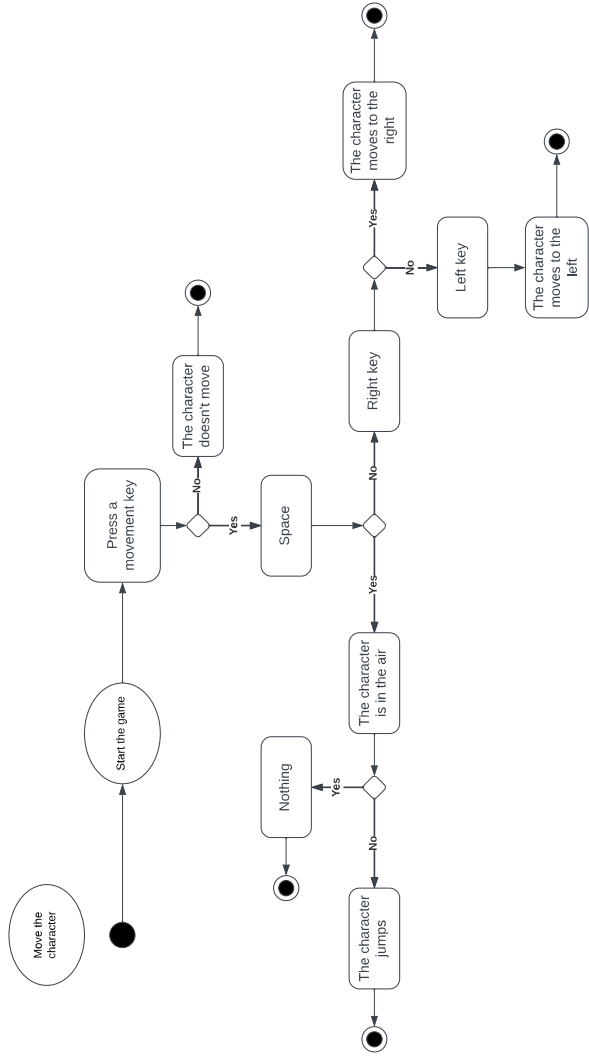 Move the
character
Start the game
Press a
movement key
No
The character
doesn't move
Yes
Space
Yes
The character
is in the air
Yes
Nothing
No
The character
jumps
No
Right key
Yes
The character
moves to the
right
No
Left key
The character
moves to the
left